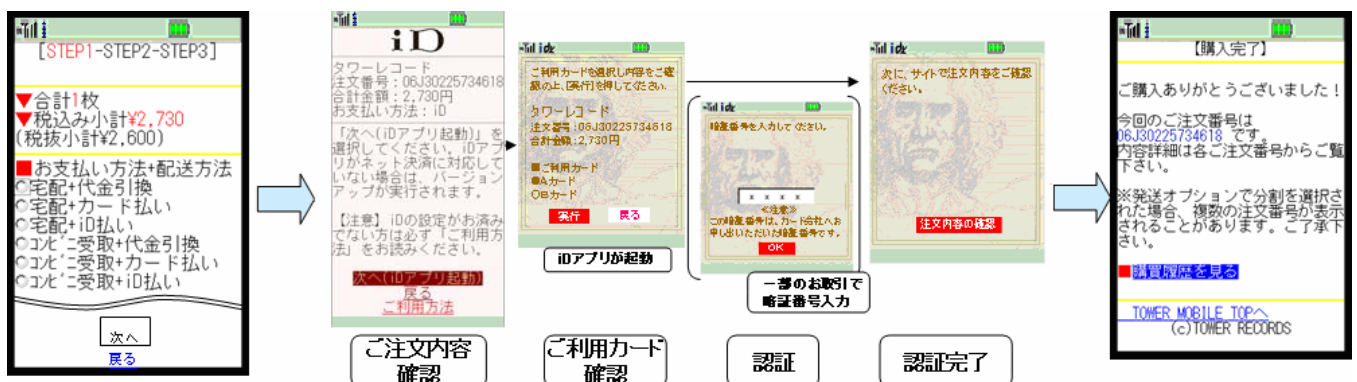 [STEP1-STEP2-STEP3]
▼合計1枚
▼税込み小計¥2,730
(税抜小計¥2,600)
■お支払い方法+配送方法
○宅配+代金引換
○宅配+カード払い
○宅配+iD払い
○コンビニ受取+代金引換
○コンビニ受取+カード払い
○コンビニ受取+iD払い
次へ
戻る
iD
タワーレコード
注文番号:06J30225734618
合計金額:2,730円
お支払い方法:iD
「次へ(iDアプリ起動)」を
選択してください。iDアプ
リがネット決済に対応して
いない場合は、バージョン
アップが実行されます。
【注意】iDの設定がお済み
でない方は必ず「ご利用方
法」をお読みください。
次へ(iDアプリ起動)
戻る
ご利用方法
ご注文内容
確認
ご利用カードを選択し内容をご確
認の上、[実行]を押してください。
タワーレコード
注文番号:06J30225734618
合計金額:2,730円
■ご利用カード
●Aカード
○Bカード
実行
戻る
iDアプリが起動
ご利用カード
確認
暗証番号を入力してください。
* * * *
≪注意≫
この暗証番号は、カード会社へお
申し出いただいた暗証番号です。
OK
一部のお取引で
暗証番号入力
認証
次に、サイトで注文内容をご確認
ください。
注文内容の確認
認証完了
【購入完了】
ご購入ありがとうございました!
今回のご注文番号は
06J30225734618 です。
内容詳細は各ご注文番号からご覧
下さい。
※発送オプションで分割を選択さ
れた場合、複数の注文番号が表示
されることがあります。ご了承下
さい。
■購買履歴を見る
TOWER MOBILE TOPへ
(c)TOWER RECORDS